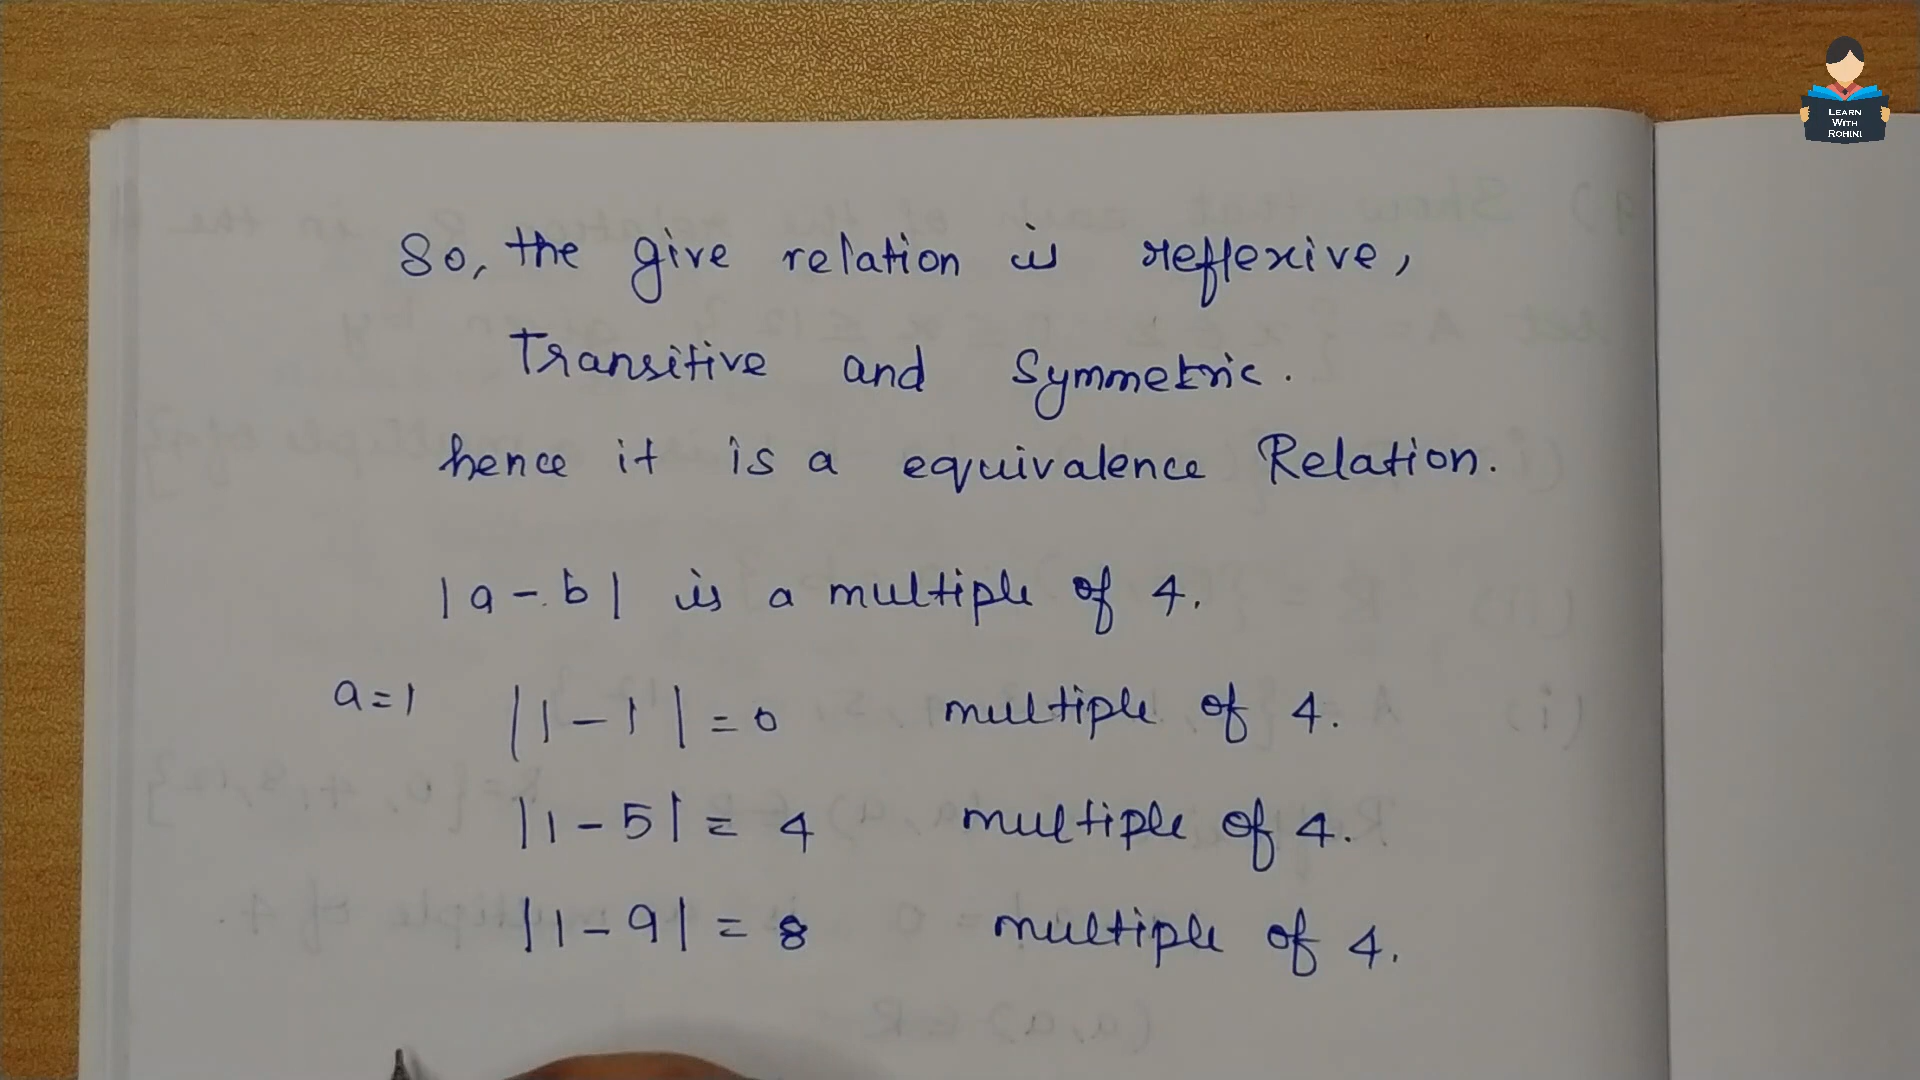 LEARN
WITH
ROHINI
So, the give relation is reflexive,
Transitive and Symmetric.
hence it is a equivalence Relation.
|a-b| is a multiple of 4.
a=1 |1-1| = 0 multiple of 4.
|1-5| = 4 multiple of 4.
|1-9| = 8 multiple of 4.